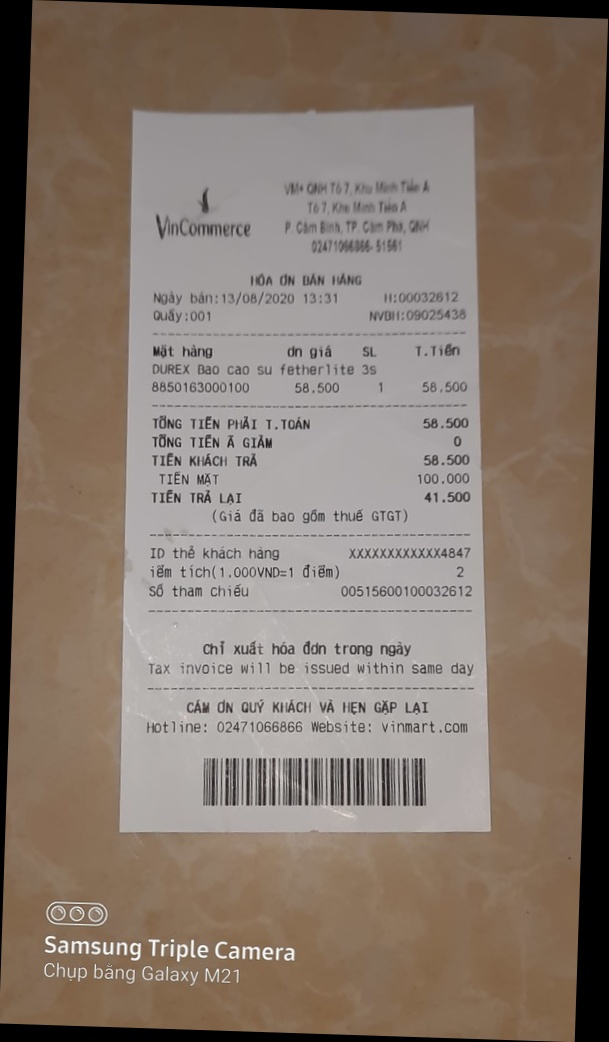 VinCommerce
VM+ QNH Tổ 7, Khu Minh Tiến A
Tổ 7, Khu Minh Tiến A
P. Cẩm Bình, TP. Cẩm Phả, QNH
02471066866- 51561
HÓA ƠN BÁN HÀNG
Ngày bán:13/08/2020 13:31 H:00032612
Quầy:001 NVBH:09025438
Mặt hàng ơn giá SL T.Tiền
DUREX Bao cao su fetherlite 3s
8850163000100 58.500 1 58.500
TỔNG TIỀN PHẢI T.TOÁN 58.500
TỔNG TIỀN Ã GIẢM 0
TIỀN KHÁCH TRẢ 58.500
TIỀN MẶT 100.000
TIỀN TRẢ LẠI 41.500
(Giá đã bao gồm thuế GTGT)
ID thẻ khách hàng XXXXXXXXXXXX4847
iểm tích(1.000VND=1 điểm) 2
Số tham chiếu 00515600100032612
Chỉ xuất hóa đơn trong ngày
Tax invoice will be issued within same day
CẢM ƠN QUÝ KHÁCH VÀ HẸN GẶP LẠI
Hotline: 02471066866 Website: vinmart.com
Samsung Triple Camera
Chụp bằng Galaxy M21